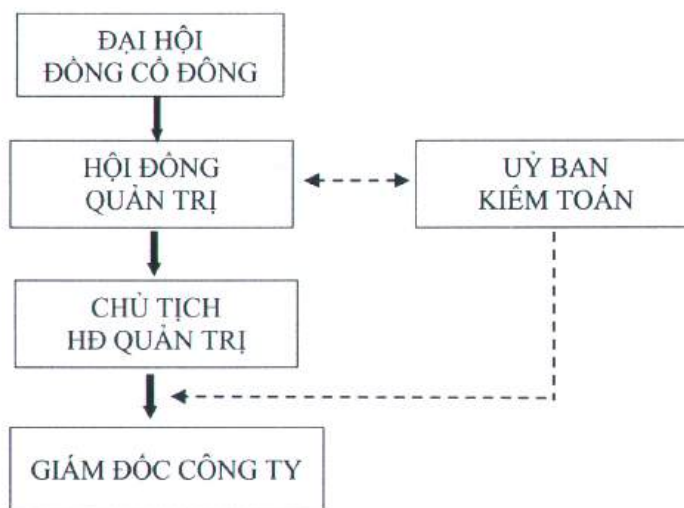 ĐẠI HỘI
ĐỒNG CỔ ĐÔNG
HỘI ĐỒNG
QUẢN TRỊ
UỶ BAN
KIỂM TOÁN
CHỦ TỊCH
HĐ QUẢN TRỊ
GIÁM ĐỐC CÔNG TY